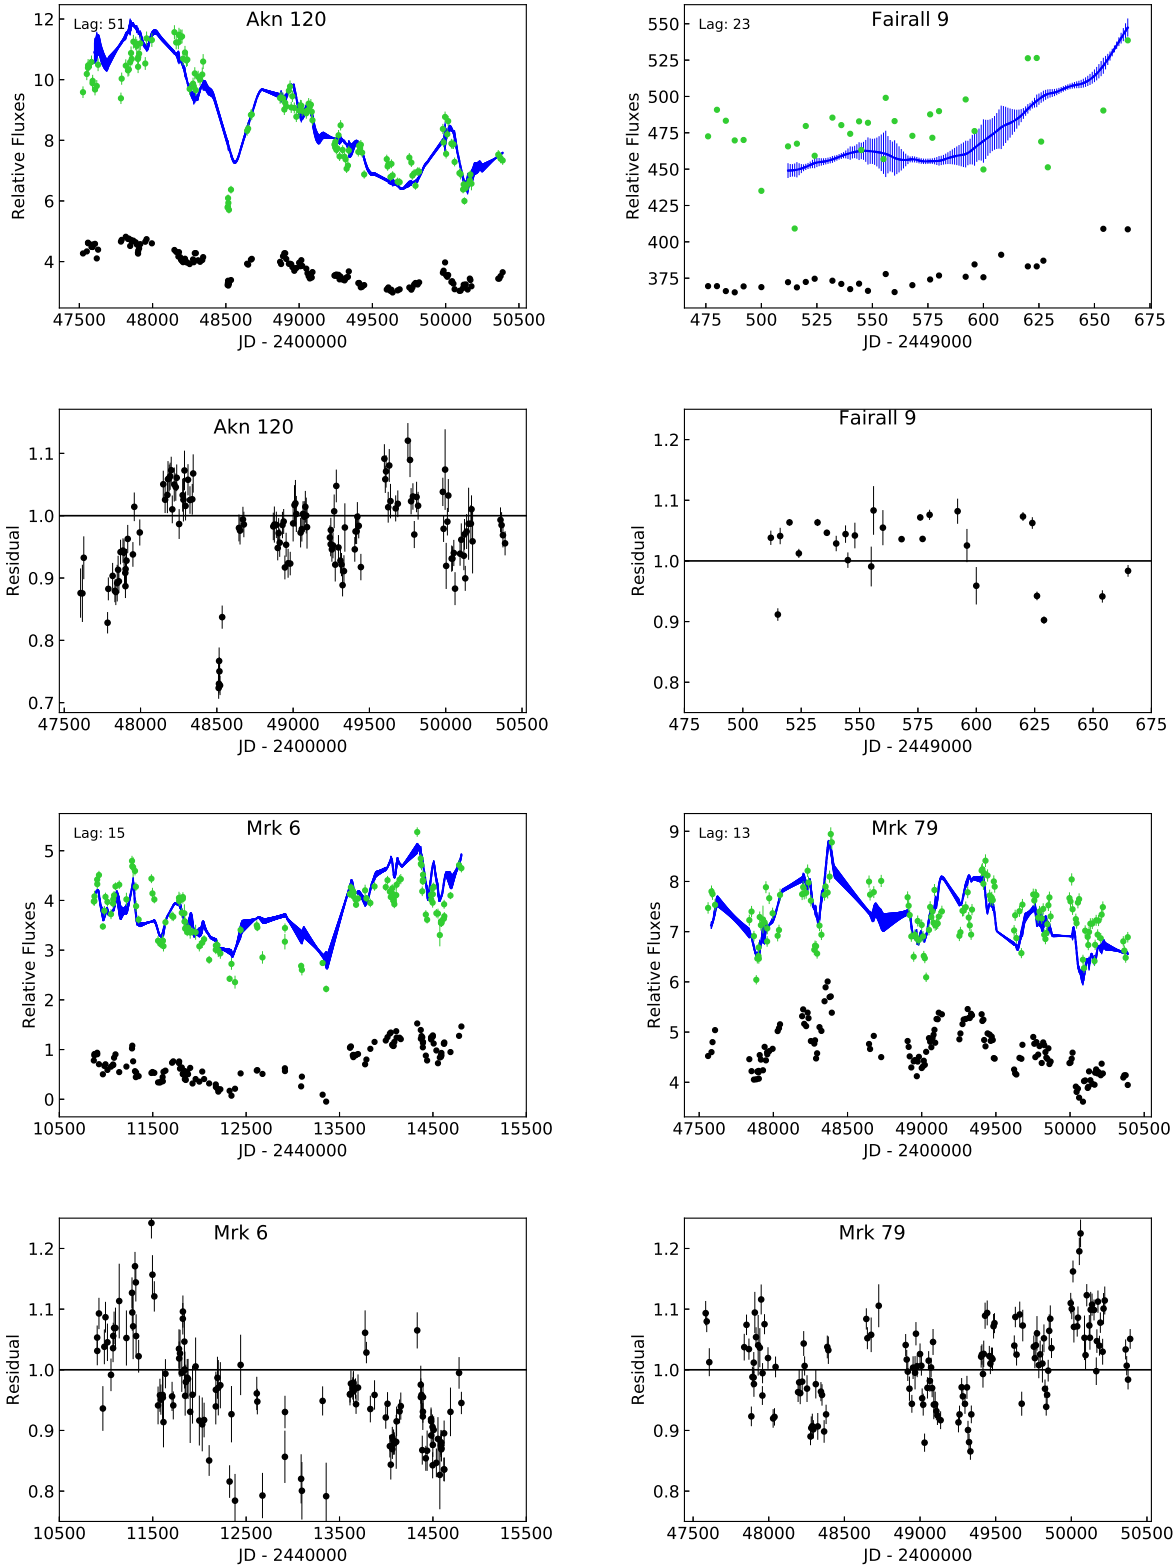 Akn 120
Lag: 51
Relative Fluxes
12
10
8
6
4
47500 48000 48500 49000 49500 50000 50500
JD - 2400000
Fairall 9
Lag: 23
Relative Fluxes
550
525
500
475
450
425
400
375
475 500 525 550 575 600 625 650 675
JD - 2449000
Akn 120
Residual
1.1
1.0
0.9
0.8
0.7
47500 48000 48500 49000 49500 50000 50500
JD - 2400000
Fairall 9
Residual
1.2
1.1
1.0
0.9
0.8
475 500 525 550 575 600 625 650 675
JD - 2449000
Mrk 6
Lag: 15
Relative Fluxes
5
4
3
2
1
0
10500 11500 12500 13500 14500 15500
JD - 2440000
Mrk 79
Lag: 13
Relative Fluxes
9
8
7
6
5
4
47500 48000 48500 49000 49500 50000 50500
JD - 2400000
Mrk 6
Residual
1.2
1.1
1.0
0.9
0.8
10500 11500 12500 13500 14500 15500
JD - 2440000
Mrk 79
Residual
1.2
1.1
1.0
0.9
0.8
47500 48000 48500 49000 49500 50000 50500
JD - 2400000